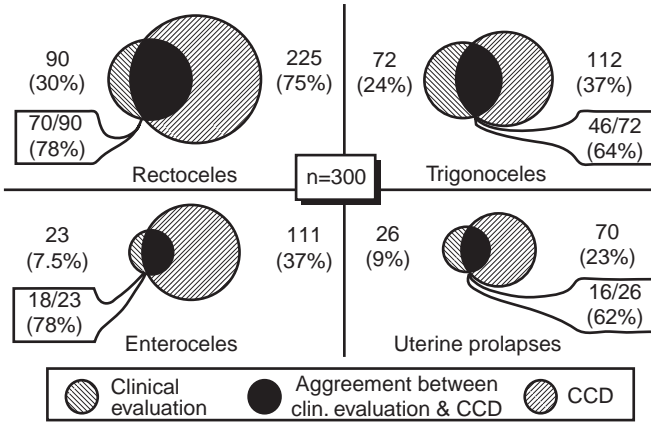 90
(30%)
225
(75%)
70/90
(78%)
Rectoceles
72
(24%)
112
(37%)
46/72
(64%)
Trigonoceles
n=300
23
(7.5%)
111
(37%)
18/23
(78%)
Enteroceles
26
(9%)
70
(23%)
16/26
(62%)
Uterine prolapses
Clinical
evaluation
Aggreement between
clin. evaluation & CCD
CCD